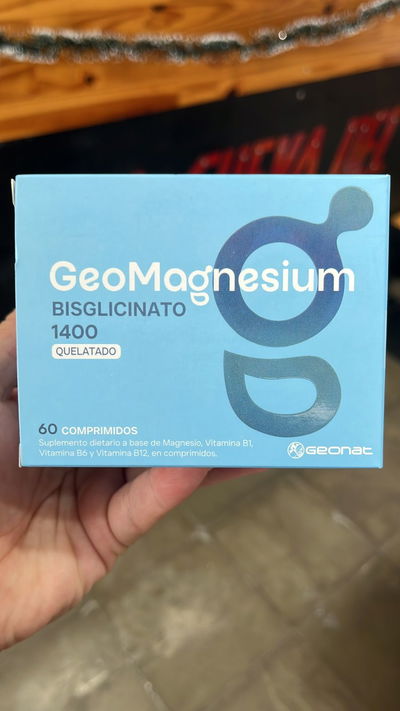 GeoMagnesium
BISGLICINATO
1400
QUELATADO
60 COMPRIMIDOS
Suplemento dietario a base de Magnesio, Vitamina B1,
Vitamina B6 y Vitamina B12, en comprimidos.
GEONAT